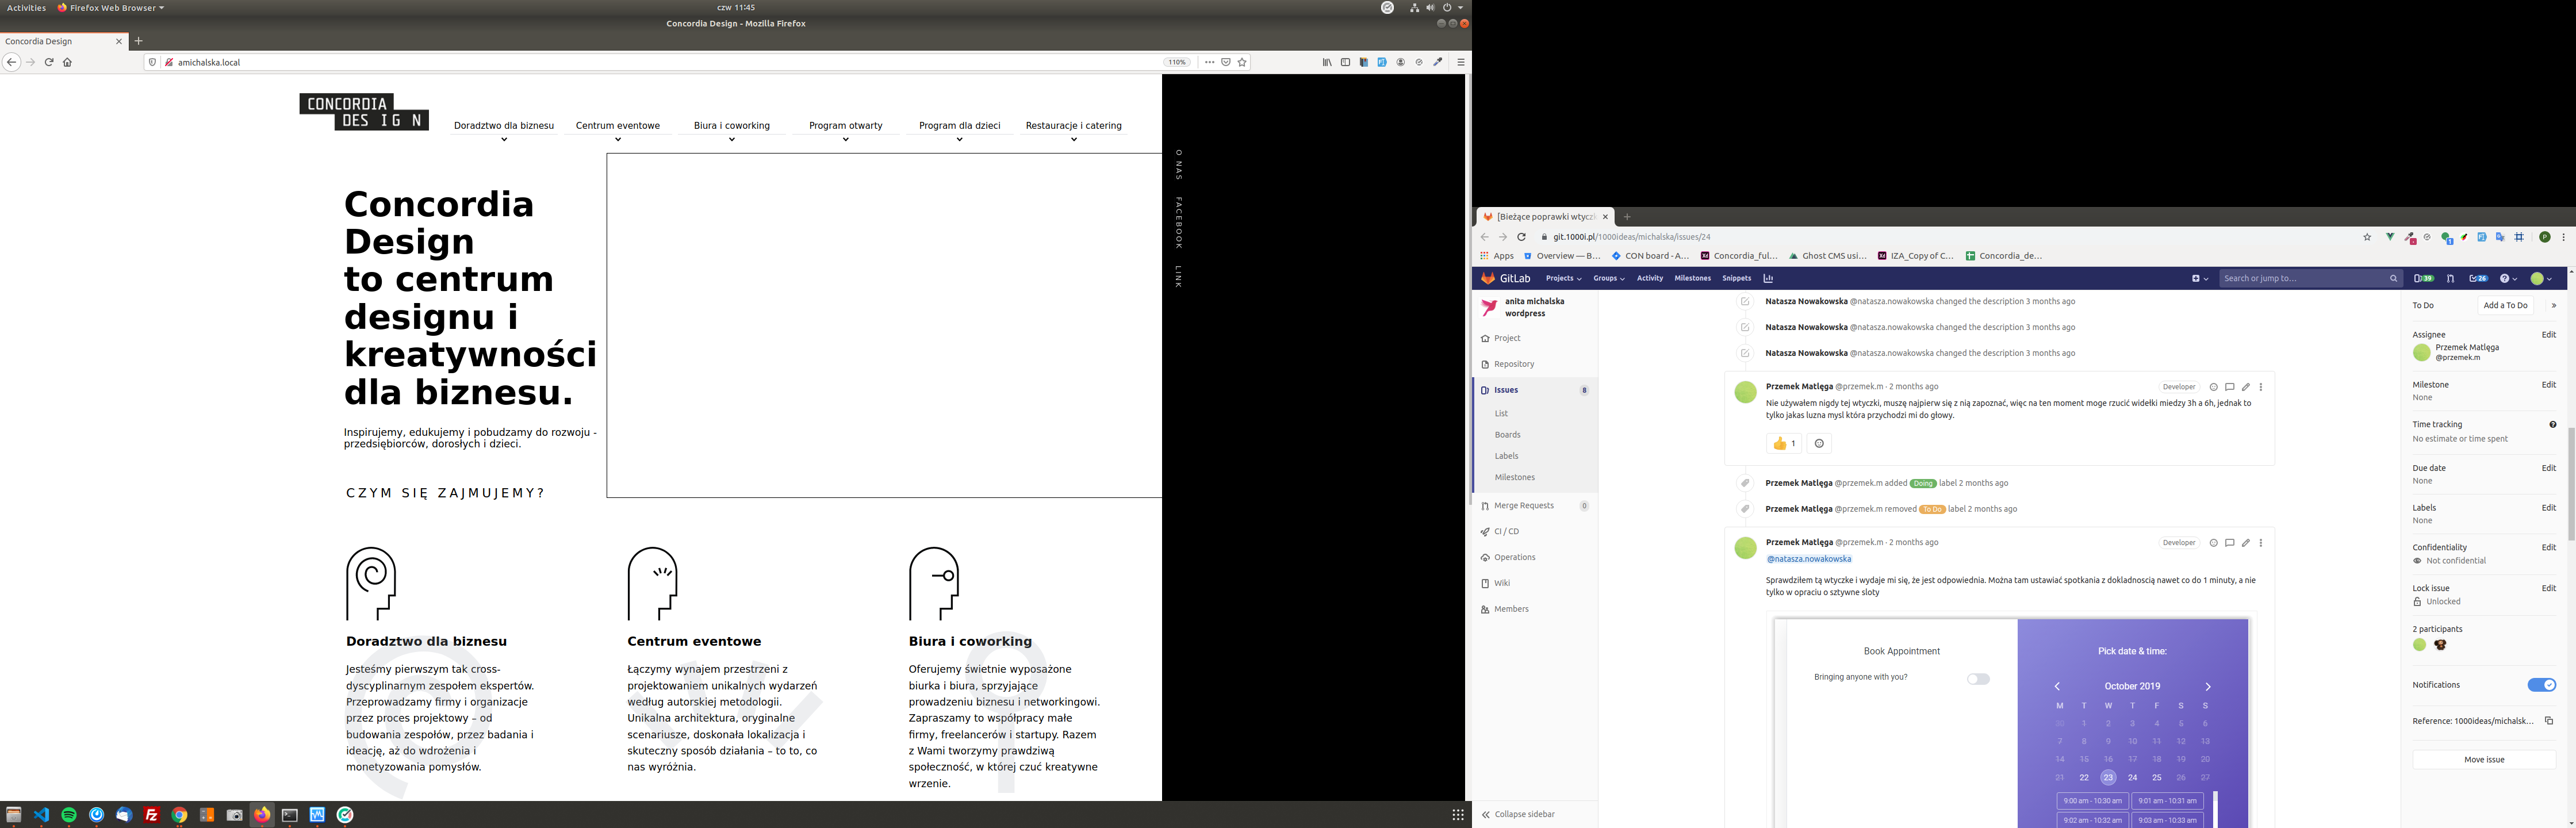 Activities
Firefox Web Browser
czw 11:45
Concordia Design - Mozilla Firefox
Concordia Design
amichalska.local
110%
CONCORDIA
DESIGN
Doradztwo dla biznesu
Centrum eventowe
Biura i coworking
Program otwarty
Program dla dzieci
Restauracje i catering
Concordia
Design
to centrum
designu i
kreatywności
dla biznesu.
Inspirujemy, edukujemy i pobudzamy do rozwoju -
przedsiębiorców, dorosłych i dzieci.
CZYM SIĘ ZAJMUJEMY?
Doradztwo dla biznesu
Jesteśmy pierwszym tak cross-
dyscyplinarnym zespołem ekspertów.
Przeprowadzamy firmy i organizacje
przez proces projektowy – od
budowania zespołów, przez badania i
ideację, aż do wdrożenia i
monetyzowania pomysłów.
Centrum eventowe
Łączymy wynajem przestrzeni z
projektowaniem unikalnych wydarzeń
według autorskiej metodologii.
Unikalna architektura, oryginalne
scenariusze, doskonała lokalizacja i
skuteczny sposób działania – to to, co
nas wyróżnia.
Biura i coworking
Oferujemy świetnie wyposażone
biurka i biura, sprzyjające
prowadzeniu biznesu i networkingowi.
Zapraszamy to współpracy małe
firmy, freelancerów i startupy. Razem
z Wami tworzymy prawdziwą
społeczność, w której czuć kreatywne
wrzenie.
O NAS
FACEBOOK
LINK
[Bieżące poprawki wtyczk
git.1000i.pl/1000ideas/michalska/issues/24
Apps
Overview — B...
CON board - A...
Concordia_ful...
Ghost CMS usi...
IZA_Copy of C...
Concordia_de...
GitLab
Projects
Groups
Activity
Milestones
Snippets
Search or jump to...
39
26
anita michalska
wordpress
Project
Repository
Issues 8
List
Boards
Labels
Milestones
Merge Requests 0
CI / CD
Operations
Wiki
Members
Collapse sidebar
Natasza Nowakowska @natasza.nowakowska changed the description 3 months ago
Natasza Nowakowska @natasza.nowakowska changed the description 3 months ago
Natasza Nowakowska @natasza.nowakowska changed the description 3 months ago
Przemek Matlęga @przemek.m · 2 months ago
Developer
Nie używałem nigdy tej wtyczki, muszę najpierw się z nią zapoznać, więc na ten moment moge rzucić widełki miedzy 3h a 6h, jednak to
tylko jakas luzna mysl która przychodzi mi do głowy.
1
Przemek Matlęga @przemek.m added Doing label 2 months ago
Przemek Matlęga @przemek.m removed To Do label 2 months ago
Przemek Matlęga @przemek.m · 2 months ago
Developer
@natasza.nowakowska
Sprawdziłem tą wtyczke i wydaje mi się, że jest odpowiednia. Można tam ustawiać spotkania z dokladnoscią nawet co do 1 minuty, a nie
tylko w opraciu o sztywne sloty
Book Appointment
Bringing anyone with you?
Pick date & time:
October 2019
M T W T F S S
30 1 2 3 4 5 6
7 8 9 10 11 12 13
14 15 16 17 18 19 20
21 22 23 24 25 26 27
9:00 am - 10:30 am
9:01 am - 10:31 am
9:02 am - 10:32 am
9:03 am - 10:33 am
To Do
Add a To Do
Assignee
Edit
Przemek Matlęga
@przemek.m
Milestone
Edit
None
Time tracking
No estimate or time spent
Due date
Edit
None
Labels
Edit
None
Confidentiality
Edit
Not confidential
Lock issue
Edit
Unlocked
2 participants
Notifications
Reference: 1000ideas/michalsk...
Move issue